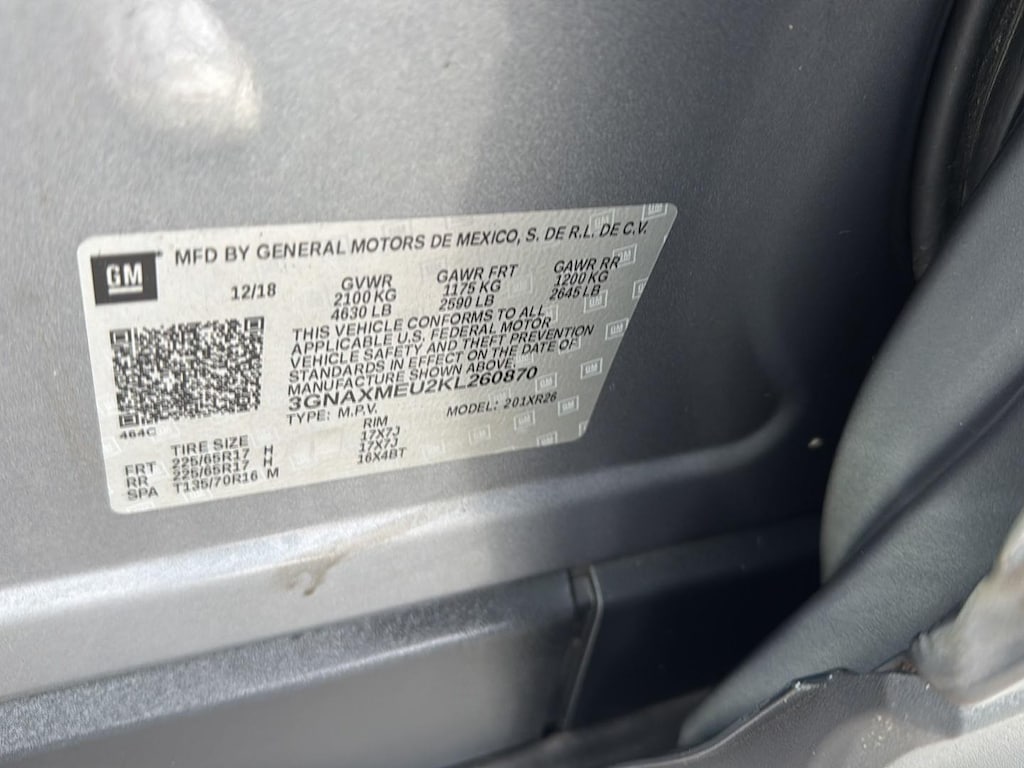 GM
MFD BY GENERAL MOTORS DE MEXICO, S. DE R.L. DE C.V.
12/18 GVWR GAWR FRT GAWR RR
2100 KG 1175 KG 1200 KG
4630 LB 2590 LB 2645 LB
THIS VEHICLE CONFORMS TO ALL
APPLICABLE U.S. FEDERAL MOTOR
VEHICLE SAFETY AND THEFT PREVENTION
STANDARDS IN EFFECT ON THE DATE OF
MANUFACTURE SHOWN ABOVE.
3GNAXMEU2KL260870
TYPE: M.P.V. MODEL: 201XR26
464C
TIRE SIZE RIM
FRT 225/65R17 H 17X7J
RR 225/65R17 H 17X7J
SPA T135/70R16 M 16X4BT